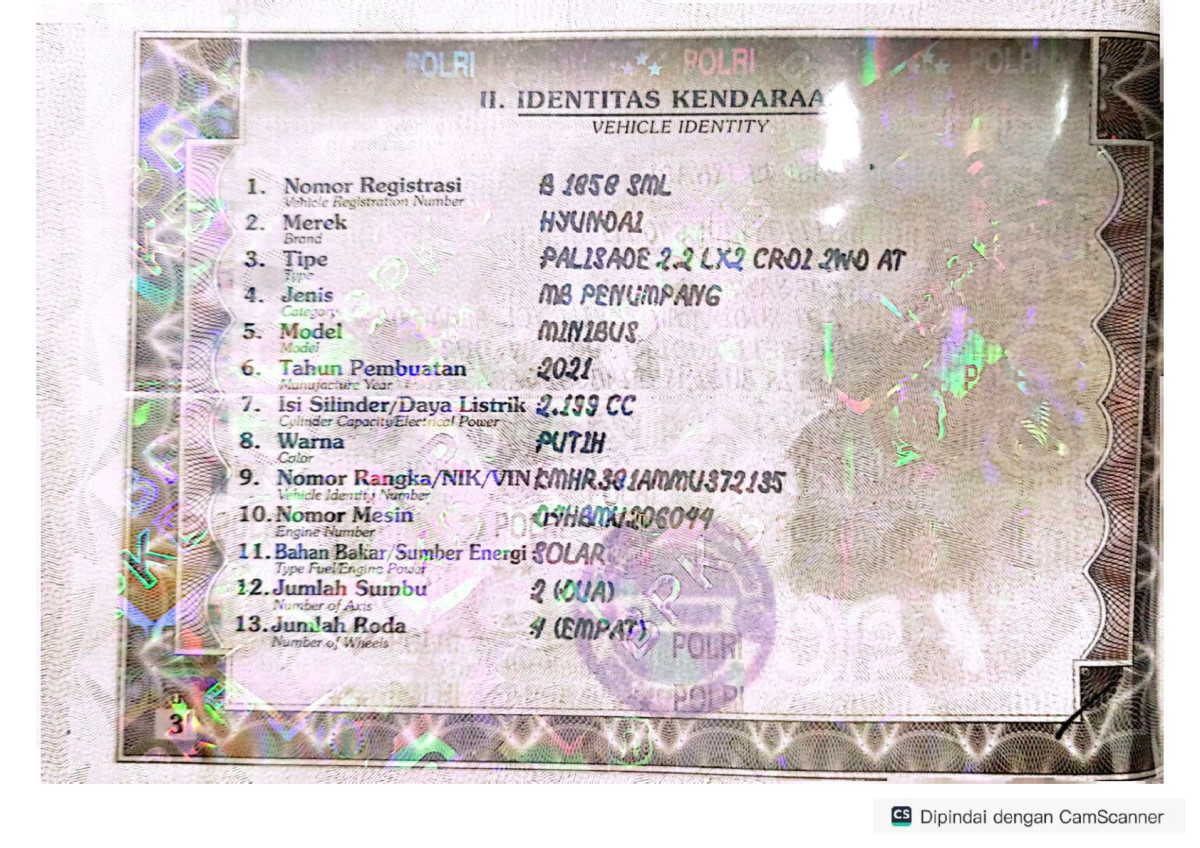 POLRI POLRI POLRI
II. IDENTITAS KENDARAA
VEHICLE IDENTITY
1. Nomor Registrasi B 1858 SML
Vehicle Registration Number
2. Merek HYUNDAI
Brand
3. Tipe PALISADE 2.2 LX2 CRDI 2WD AT
Type
4. Jenis MB PENUMPANG
Category
5. Model MINIBUS
Model
6. Tahun Pembuatan 2021
Manufacture Year
7. Isi Silinder/Daya Listrik 2.199 CC
Cylinder Capacity/Electrical Power
8. Warna PUTIH
Color
9. Nomor Rangka/NIK/VIN
Vehicle Identity Number
10. Nomor Mesin
Engine Number
11. Bahan Bakar/Sumber Energi SOLAR
Type Fuel/Engine Power
12. Jumlah Sumbu 2 (DUA)
Number of Axis
13. Jumlah Roda 4 (EMPAT)
Number of Wheels
POLRI
POLRI
3
CS Dipindai dengan CamScanner